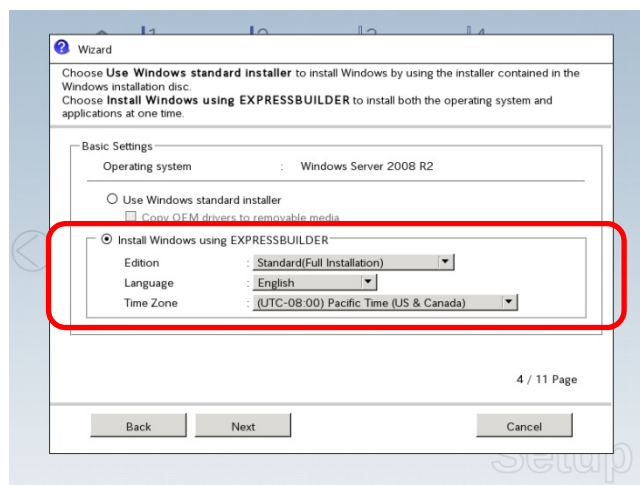 1 2 3 4
Wizard
Choose Use Windows standard installer to install Windows by using the installer contained in the
Windows installation disc.
Choose Install Windows using EXPRESSBUILDER to install both the operating system and
applications at one time.
Basic Settings
Operating system : Windows Server 2008 R2
Use Windows standard installer
Copy OEM drivers to removable media
Install Windows using EXPRESSBUILDER
Edition : Standard(Full Installation)
Language : English
Time Zone : (UTC-08:00) Pacific Time (US & Canada)
4 / 11 Page
Back Next Cancel
Setup